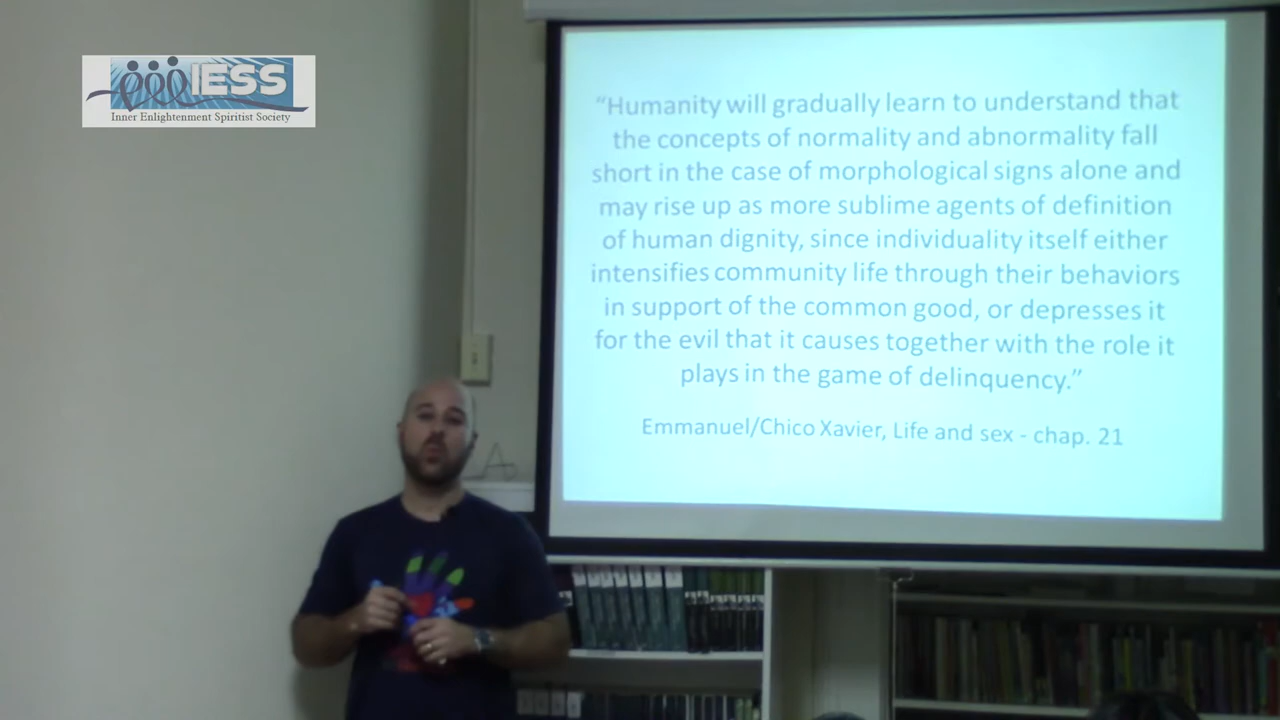 IESS
Inner Enlightenment Spiritist Society
“Humanity will gradually learn to understand that
the concepts of normality and abnormality fall
short in the case of morphological signs alone and
may rise up as more sublime agents of definition
of human dignity, since individuality itself either
intensifies community life through their behaviors
in support of the common good, or depresses it
for the evil that it causes together with the role it
plays in the game of delinquency.”
Emmanuel/Chico Xavier, Life and sex - chap. 21